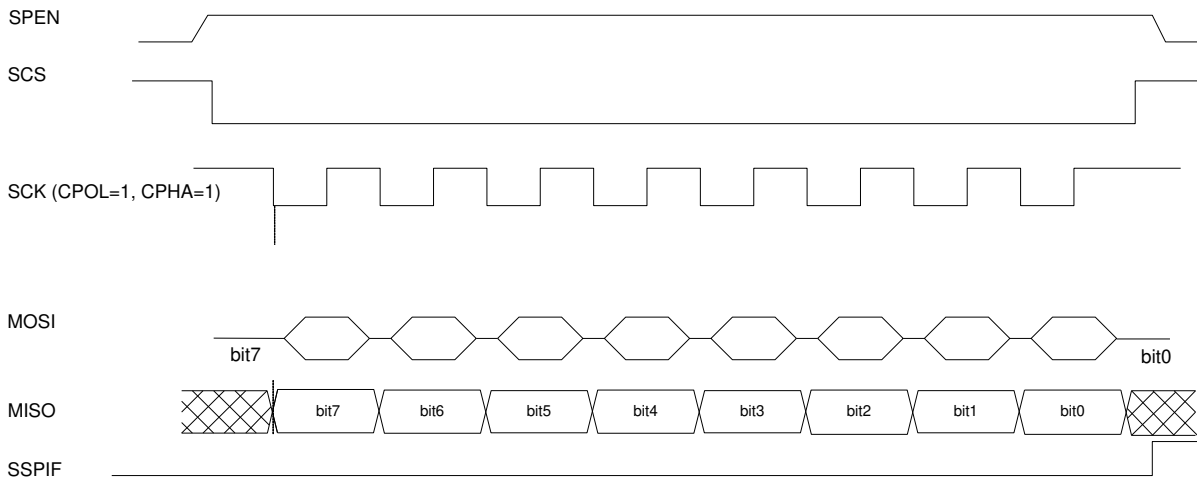 SPEN
SCS
SCK (CPOL=1, CPHA=1)
MOSI
bit7
bit0
MISO
bit7
bit6
bit5
bit4
bit3
bit2
bit1
bit0
SSPIF